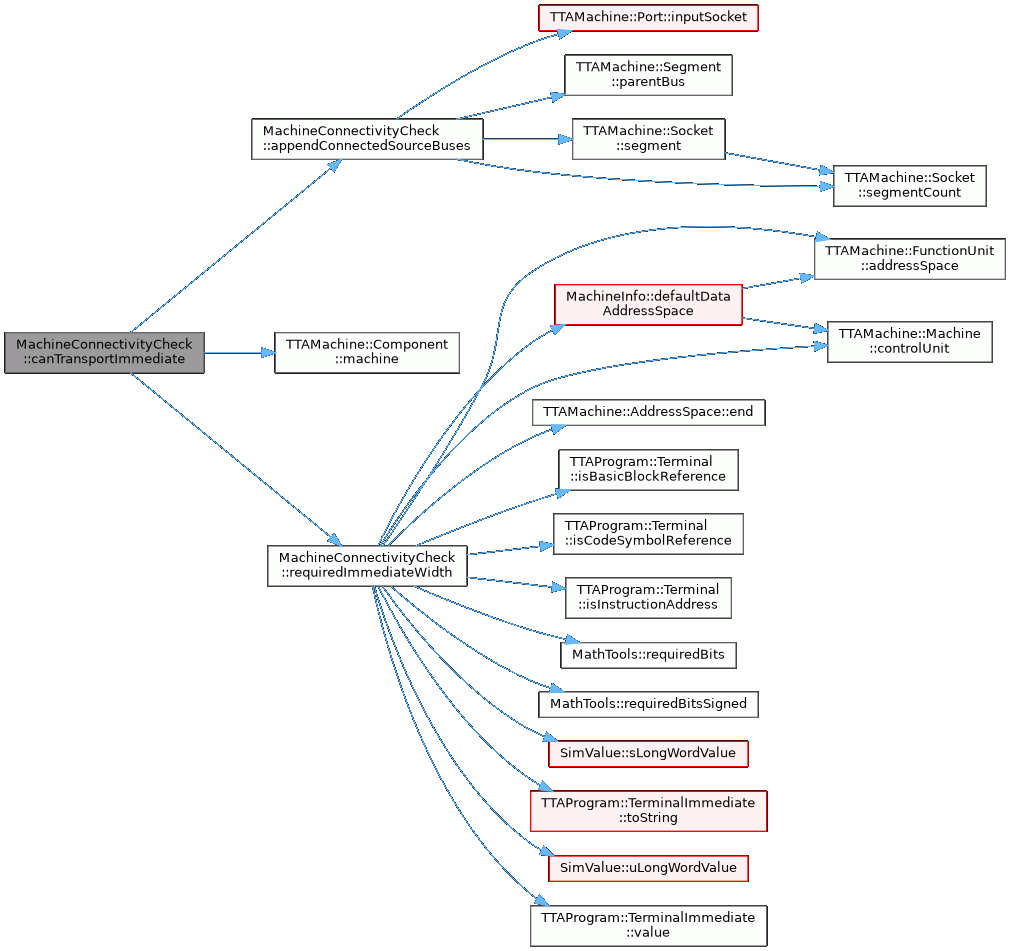 TTAMachine::Port::inputSocket
TTAMachine::Segment
::parentBus
MachineConnectivityCheck
::appendConnectedSourceBuses
TTAMachine::Socket
::segment
TTAMachine::Socket
::segmentCount
TTAMachine::FunctionUnit
::addressSpace
MachineInfo::defaultData
AddressSpace
TTAMachine::Machine
::controlUnit
MachineConnectivityCheck
::canTransportImmediate
TTAMachine::Component
::machine
TTAMachine::AddressSpace::end
TTAProgram::Terminal
::isBasicBlockReference
TTAProgram::Terminal
::isCodeSymbolReference
MachineConnectivityCheck
::requiredImmediateWidth
TTAProgram::Terminal
::isInstructionAddress
MathTools::requiredBits
MathTools::requiredBitsSigned
SimValue::sLongWordValue
TTAProgram::TerminalImmediate
::toString
SimValue::uLongWordValue
TTAProgram::TerminalImmediate
::value